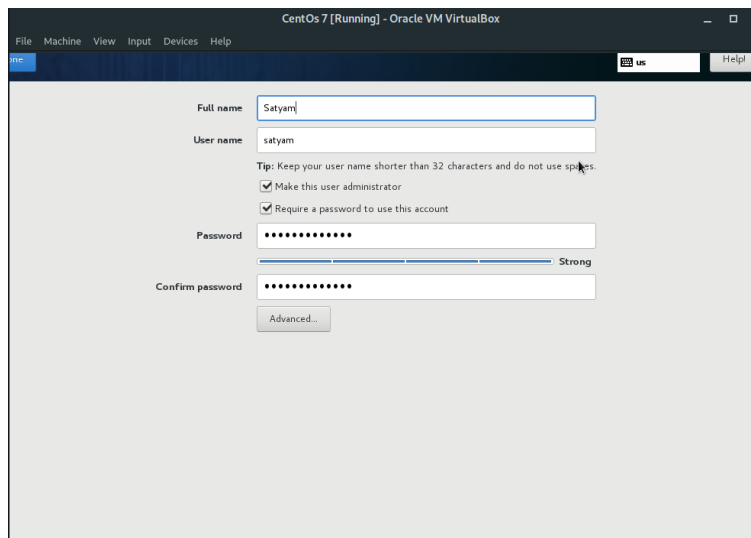 CentOs 7 [Running] - Oracle VM VirtualBox
File Machine View Input Devices Help
one
us
Help!
Full name
Satyam
User name
satyam
Tip: Keep your user name shorter than 32 characters and do not use spaces.
Make this user administrator
Require a password to use this account
Password
•••••••••••••
Strong
Confirm password
•••••••••••••
Advanced...